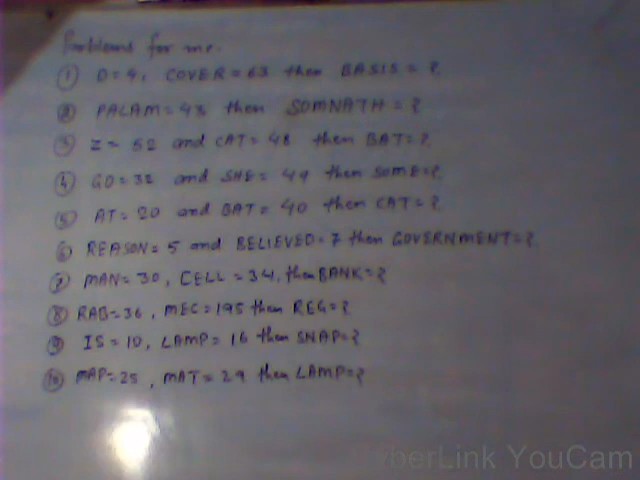 Problems for me.
① D=4, COVER=63 then BASIS=?
② PALAM=43 then SOMNATH=?
③ Z=52 and CAT=48 then BAT=?
④ GO=32 and SHE=49 then SOME=?
⑤ AT=20 and BAT=40 then CAT=?
⑥ REASON=5 and BELIEVED=7 then GOVERNMENT=?
⑦ MAN=30, CELL=34, then BANK=?
⑧ RAB=36, MEC=195 then REG=?
⑨ IS=10, LAMP=16 then SNAP=?
⑩ MAP=25, MAT=29 then LAMP=?
CyberLink YouCam